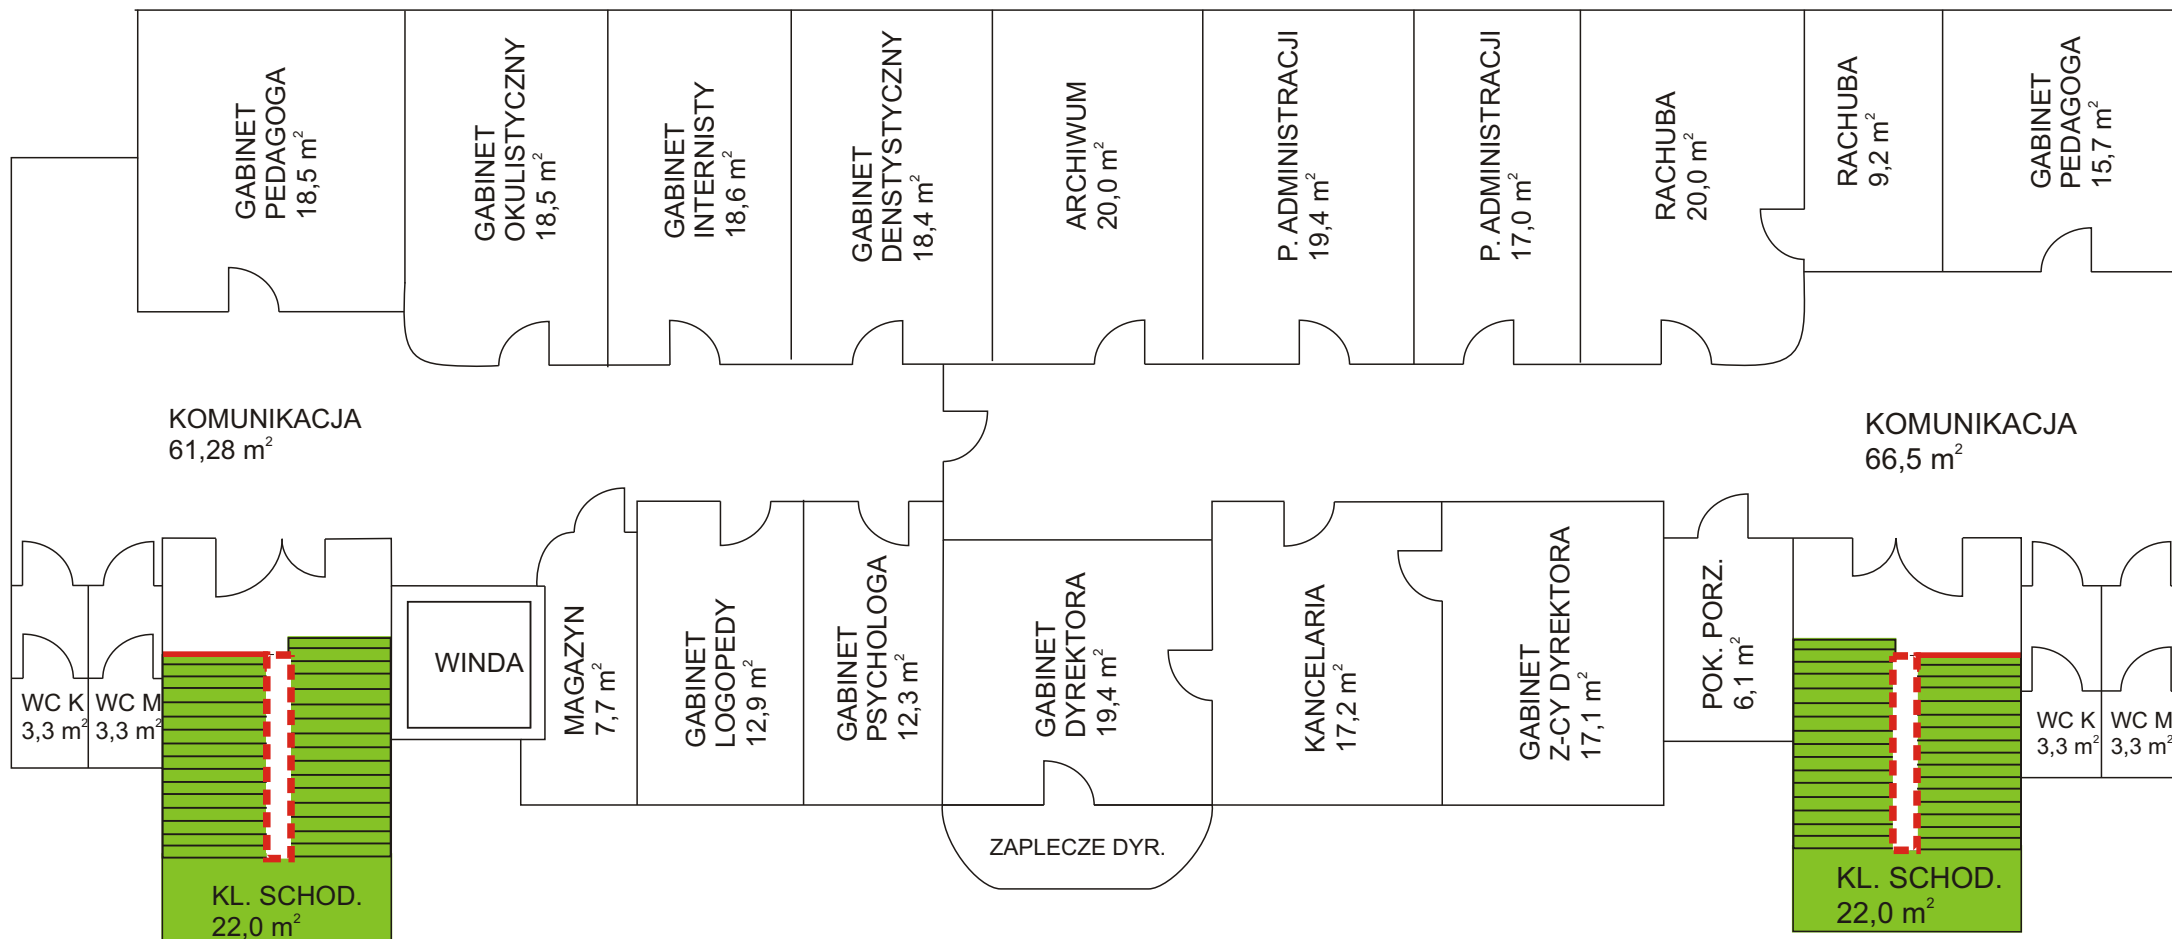 GABINET
PEDAGOGA
18,5 m²
GABINET
OKULISTYCZNY
18,5 m²
GABINET
INTERNISTY
18,6 m²
GABINET
DENSTYSTYCZNY
18,4 m²
ARCHIWUM
20,0 m²
P. ADMINISTRACJI
19,4 m²
P. ADMINISTRACJI
17,0 m²
RACHUBA
20,0 m²
RACHUBA
9,2 m²
GABINET
PEDAGOGA
15,7 m²
KOMUNIKACJA
61,28 m²
KOMUNIKACJA
66,5 m²
WC K
3,3 m²
WC M
3,3 m²
KL. SCHOD.
22,0 m²
WINDA
MAGAZYN
7,7 m²
GABINET
LOGOPEDY
12,9 m²
GABINET
PSYCHOLOGA
12,3 m²
GABINET
DYREKTORA
19,4 m²
ZAPLECZE DYR.
KANCELARIA
17,2 m²
GABINET
Z-CY DYREKTORA
17,1 m²
POK. PORZ.
6,1 m²
KL. SCHOD.
22,0 m²
WC K
3,3 m²
WC M
3,3 m²